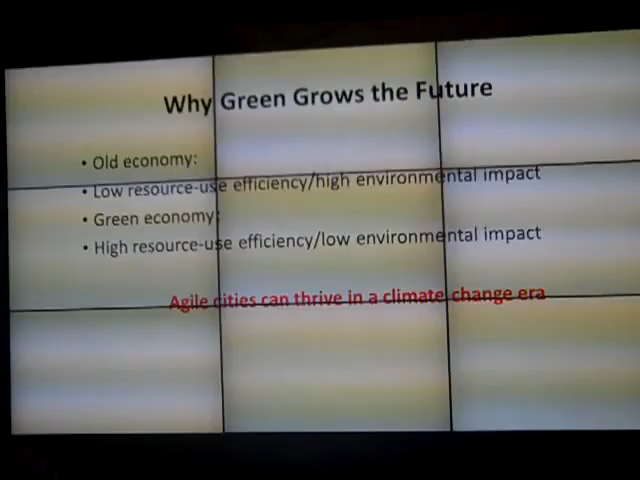 Why Green Grows the Future
• Old economy:
• Low resource-use efficiency/high environmental impact
• Green economy:
• High resource-use efficiency/low environmental impact
Agile cities can thrive in a climate change era